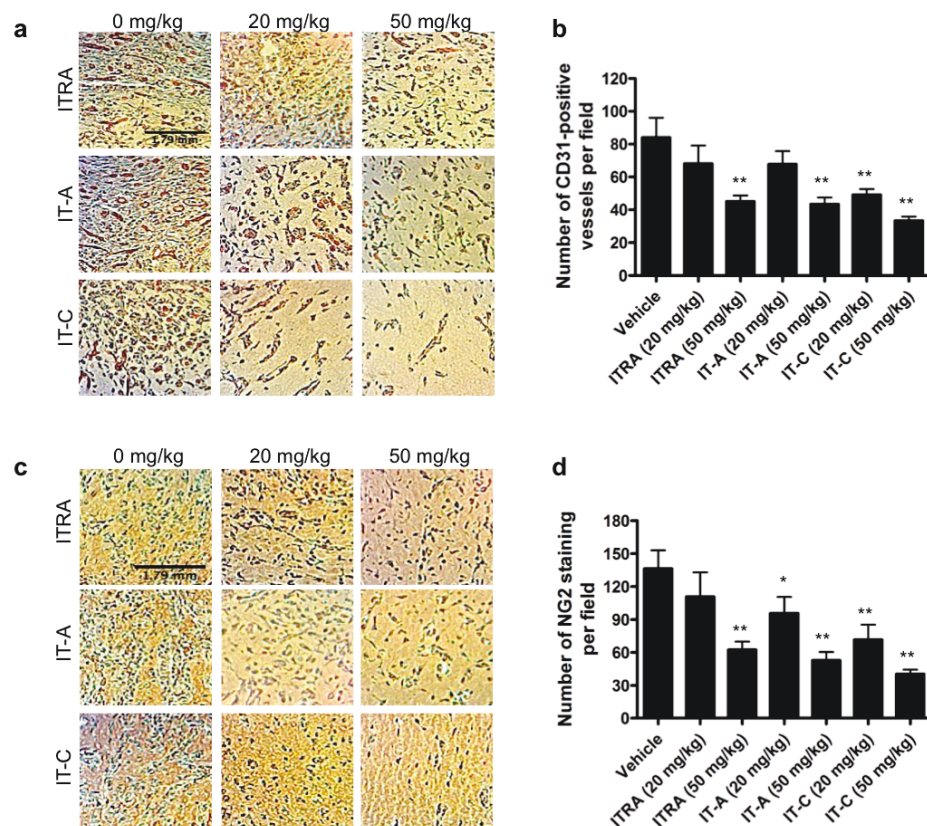 a
0 mg/kg 20 mg/kg 50 mg/kg
ITRA
1.79 mm
IT-A
IT-C
b
Number of CD31-positive
vessels per field
120
100
80
60
40
20
0
** ** ** **
Vehicle
ITRA (20 mg/kg)
ITRA (50 mg/kg)
IT-A (20 mg/kg)
IT-A (50 mg/kg)
IT-C (20 mg/kg)
IT-C (50 mg/kg)
c
0 mg/kg 20 mg/kg 50 mg/kg
ITRA
1.79 mm
IT-A
IT-C
d
Number of NG2 staining
per field
180
150
120
90
60
30
0
** * ** ** **
Vehicle
ITRA (20 mg/kg)
ITRA (50 mg/kg)
IT-A (20 mg/kg)
IT-A (50 mg/kg)
IT-C (20 mg/kg)
IT-C (50 mg/kg)